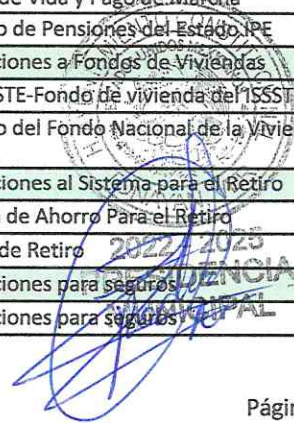 de Vida y Pago de Marcha
o de Pensiones del Estado IPE
ciones a Fondos de Viviendas
STE-Fondo de vivienda del ISSST
o del Fondo Nacional de la Vivie
ciones al Sistema para el Retiro
de Ahorro Para el Retiro
de Retiro
2022 2025
ciones para seguros
PRESIDENCIA
ciones para seguros
MUNICIPAL
Págin